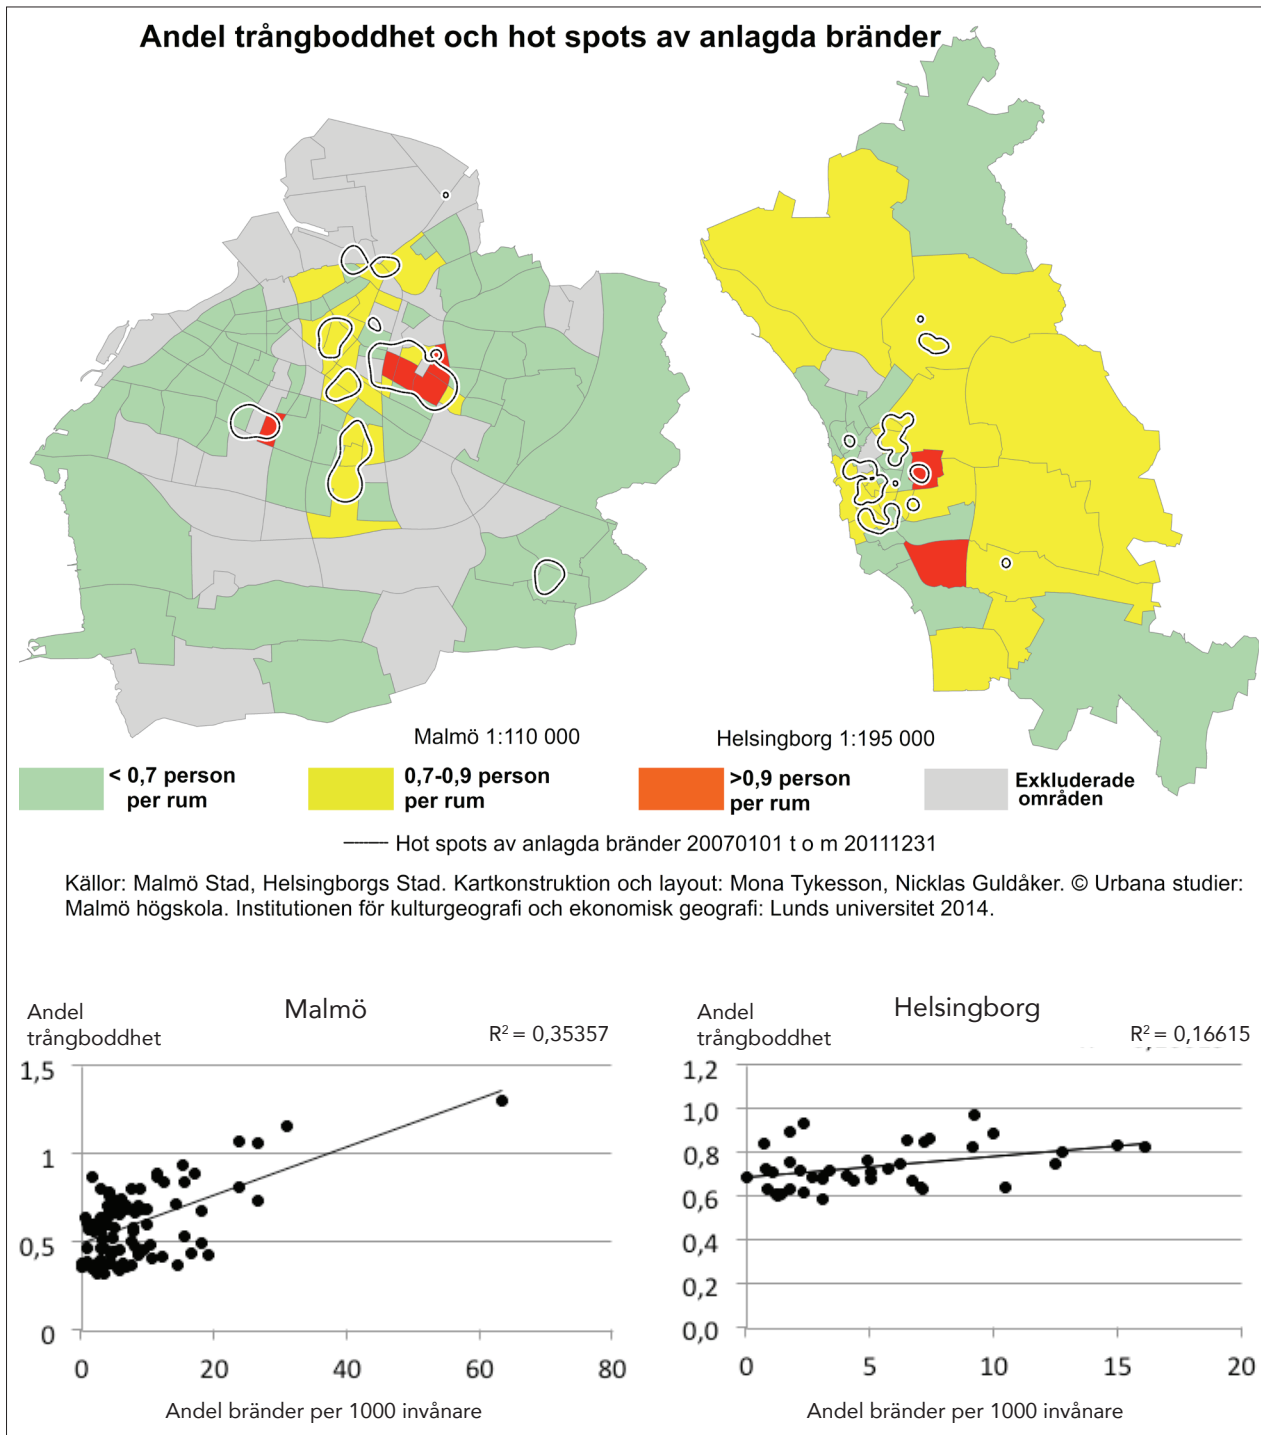 Andel trångboddhet och hot spots av anlagda bränder
Malmö 1:110 000
Helsingborg 1:195 000
< 0,7 person
per rum
0,7-0,9 person
per rum
>0,9 person
per rum
Exkluderade
områden
Hot spots av anlagda bränder 20070101 t o m 20111231
Källor: Malmö Stad, Helsingborgs Stad. Kartkonstruktion och layout: Mona Tykesson, Nicklas Guldåker. © Urbana studier:
Malmö högskola. Institutionen för kulturgeografi och ekonomisk geografi: Lunds universitet 2014.
Andel
trångboddhet
Malmö
R² = 0,35357
1,5
1
0,5
0
0 20 40 60 80
Andel bränder per 1000 invånare
Andel
trångboddhet
Helsingborg
R² = 0,16615
1,2
1,0
0,8
0,6
0,4
0,2
0,0
0 5 10 15 20
Andel bränder per 1000 invånare